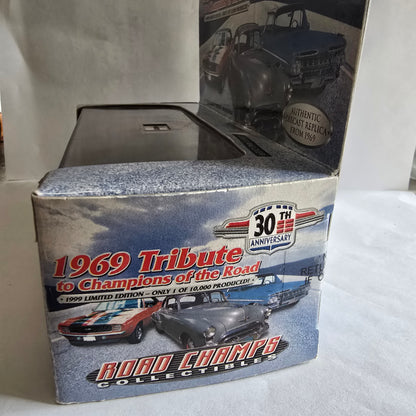 AUTHENTIC
DIECAST REPLICA
FROM 1969
30TH
ANNIVERSARY
1969 Tribute
to Champions of the Road
• 1999 LIMITED EDITION – ONLY 1 OF 10,000 PRODUCED! •
ROAD CHAMPS
COLLECTIBLES